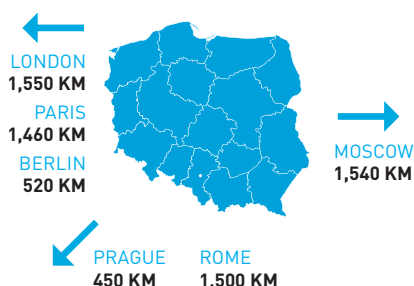 LONDON
1,550 KM
PARIS
1,460 KM
BERLIN
520 KM
MOSCOW
1,540 KM
PRAGUE
450 KM
ROME
1,500 KM